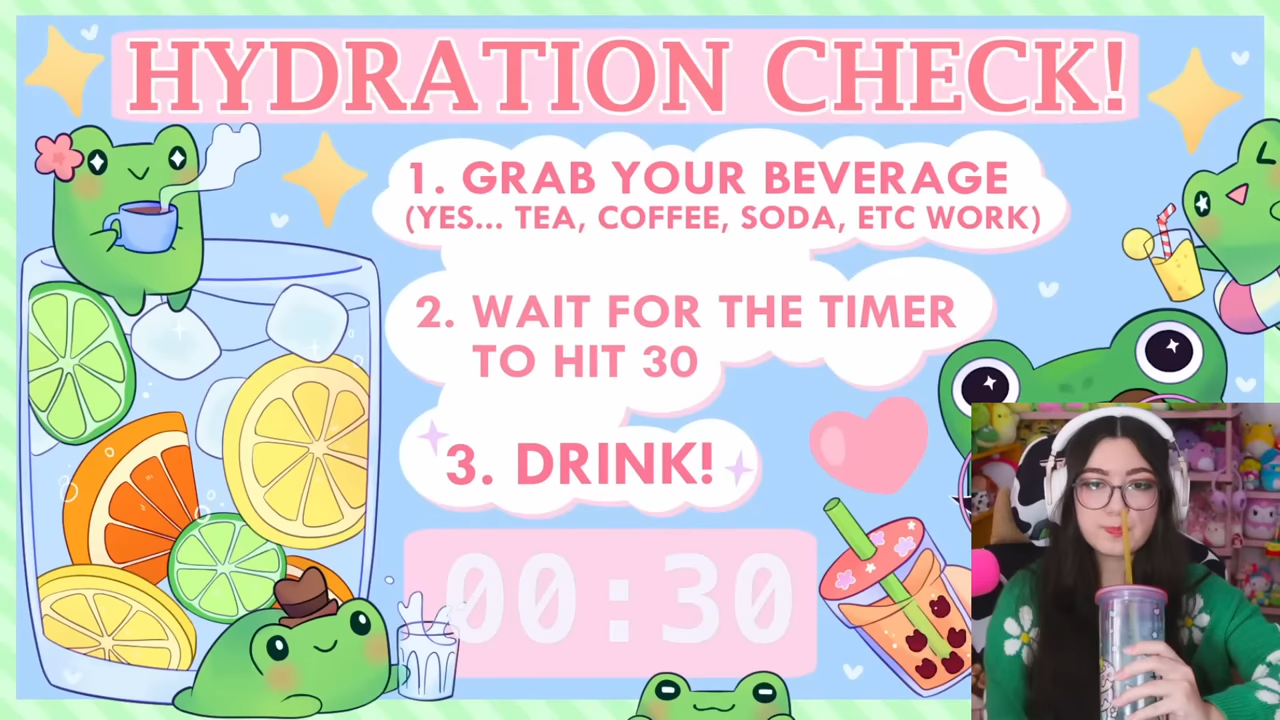 HYDRATION CHECK!
1. GRAB YOUR BEVERAGE
(YES... TEA, COFFEE, SODA, ETC WORK)
2. WAIT FOR THE TIMER
TO HIT 30
3. DRINK!
00:30